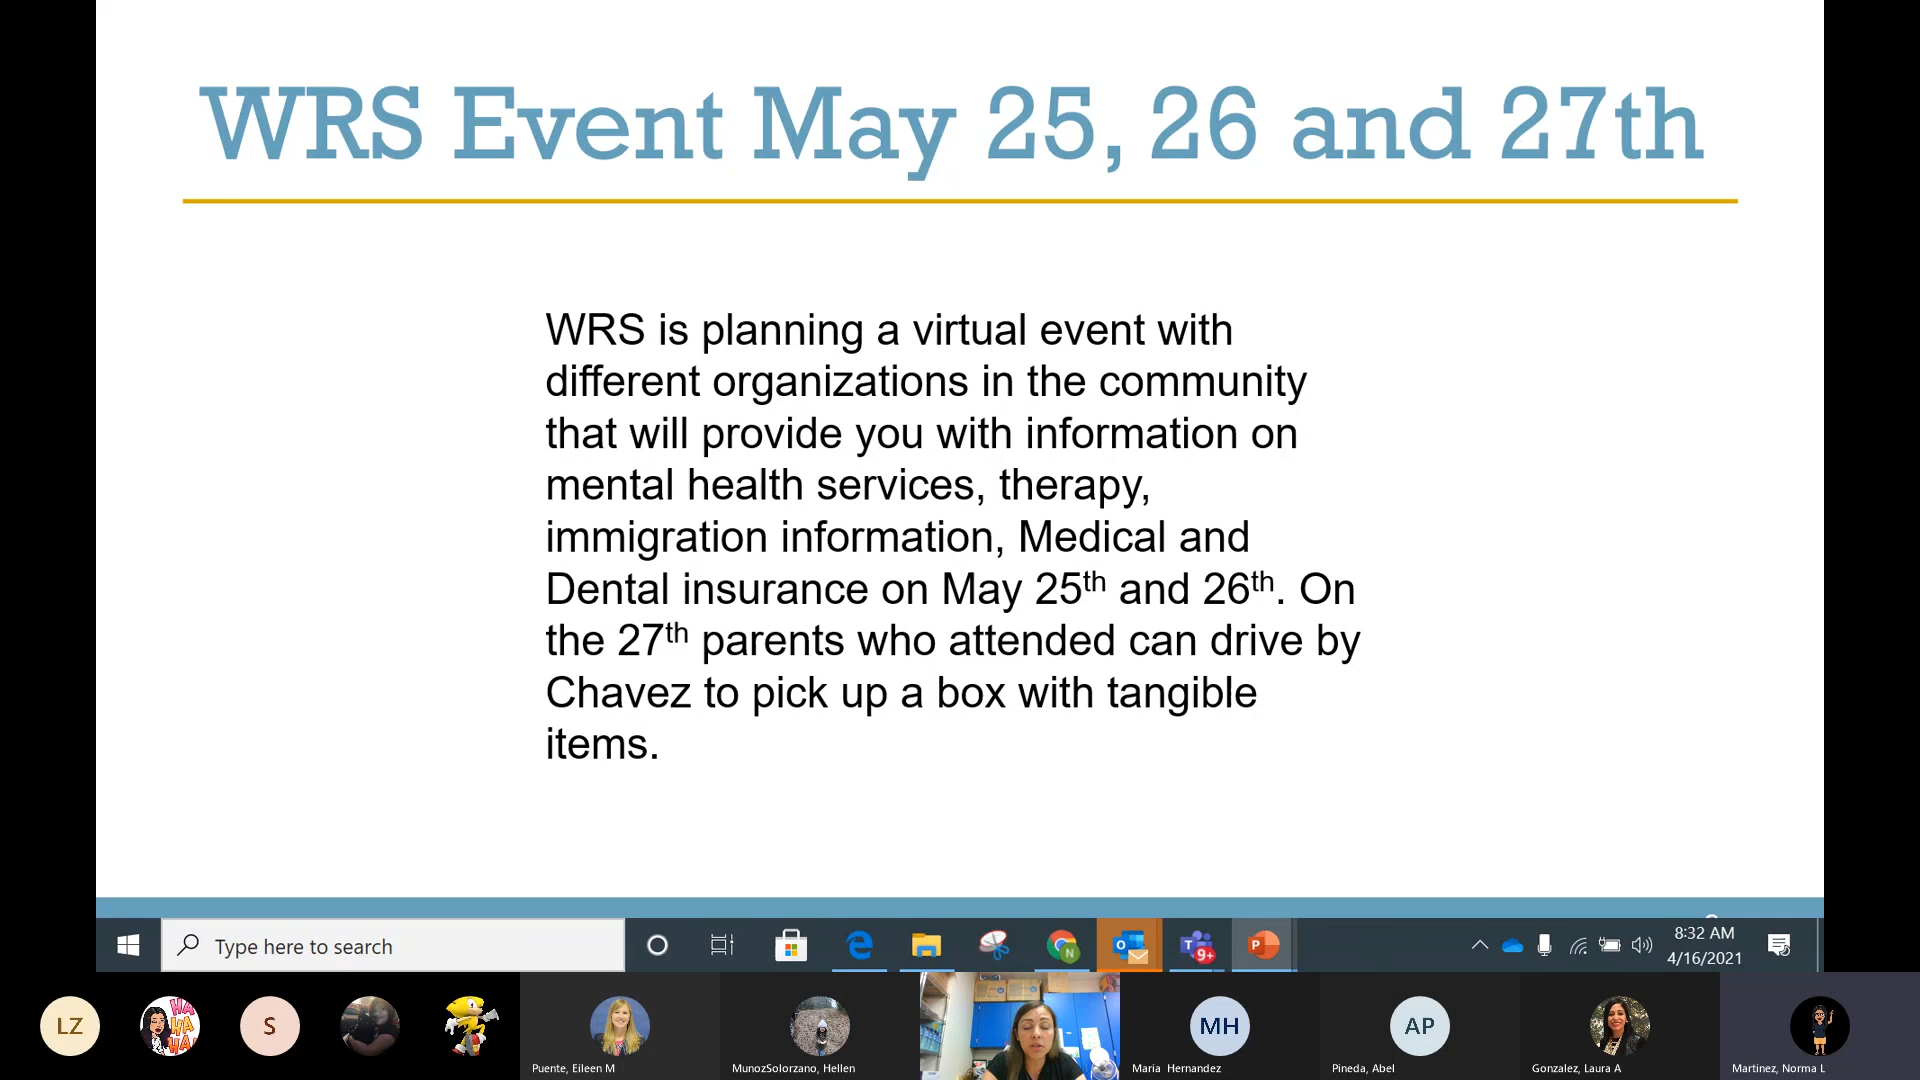 WRS Event May 25, 26 and 27th
WRS is planning a virtual event with
different organizations in the community
that will provide you with information on
mental health services, therapy,
immigration information, Medical and
Dental insurance on May 25th and 26th. On
the 27th parents who attended can drive by
Chavez to pick up a box with tangible
items.
Type here to search
9+
8:32 AM
4/16/2021
LZ
HA
HA
HA
S
MH
AP
Puente, Eileen M
MunozSolorzano, Hellen
Maria Hernandez
Pineda, Abel
Gonzalez, Laura A
Martinez, Norma L